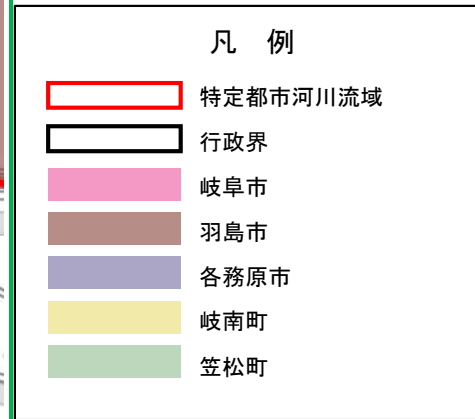 凡 例
特定都市河川流域
行政界
岐阜市
羽島市
各務原市
岐南町
笠松町